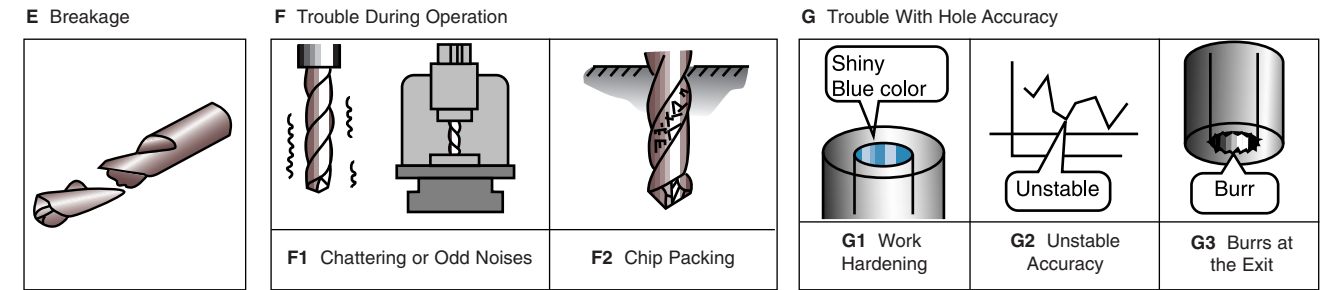 E Breakage
F Trouble During Operation
G Trouble With Hole Accuracy
Shiny
Blue color
Unstable
Burr
F1 Chattering or Odd Noises
F2 Chip Packing
G1 Work
Hardening
G2 Unstable
Accuracy
G3 Burrs at
the Exit